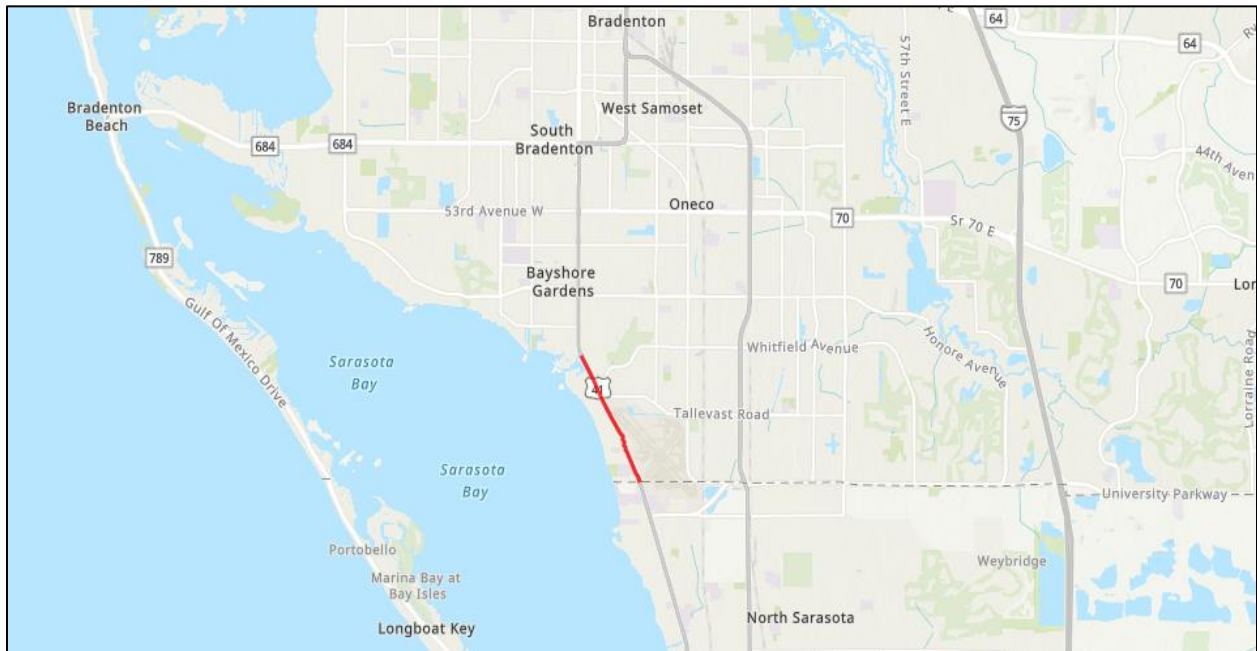 Bradenton
64
64
57th Street E
Bradenton
Beach
West Samoset
75
684
684
South
Bradenton
44th Aven
53rd Avenue W
Oneco
70
Sr 70 E
789
Bayshore
Gardens
70
Lor
Gulf Of Mexico Drive
Sarasota
Bay
Whitfield Avenue
Honore Avenue
41
Tallevast Road
Lorraine Road
Sarasota
Bay
University Parkway
Portobello
Weybridge
Marina Bay at
Bay Isles
Longboat Key
North Sarasota